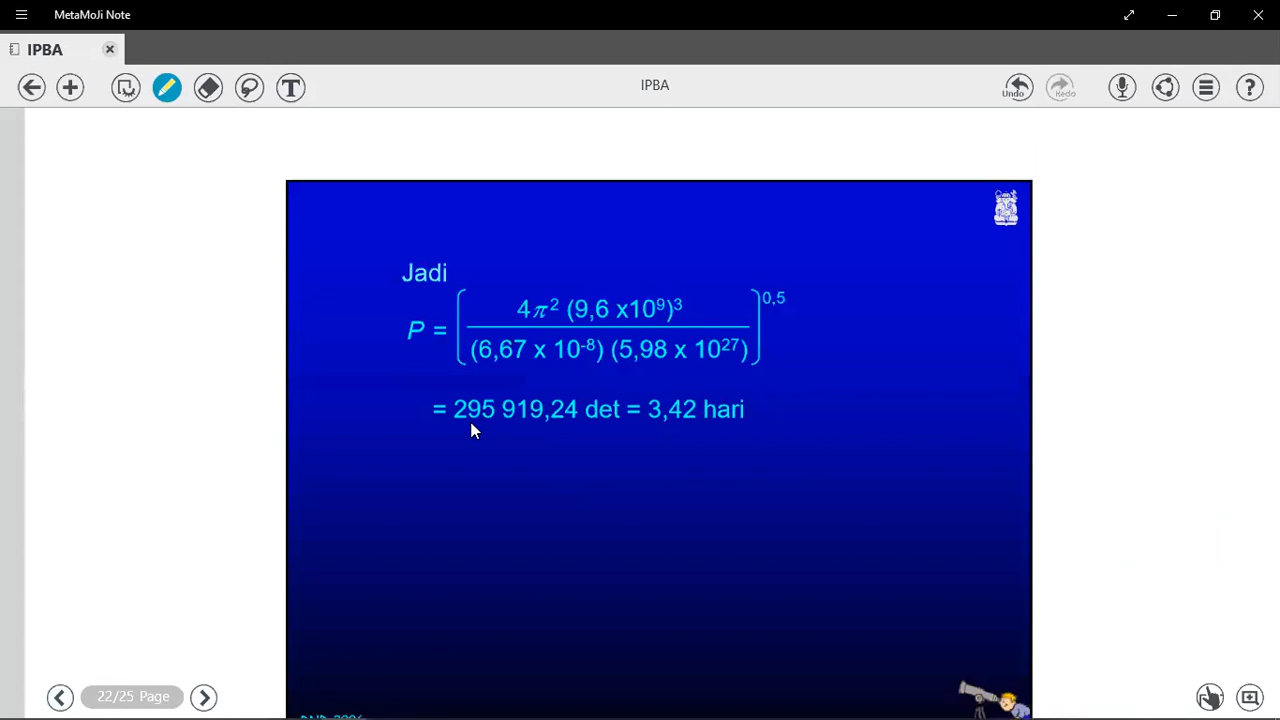 MetaMoJi Note
IPBA
IPBA
Undo
Redo
Jadi
P = [ 4π² (9,6 x10⁹)³ / (6,67 x 10⁻⁸) (5,98 x 10²⁷) ]⁰,⁵
= 295 919,24 det = 3,42 hari
22/25 Page